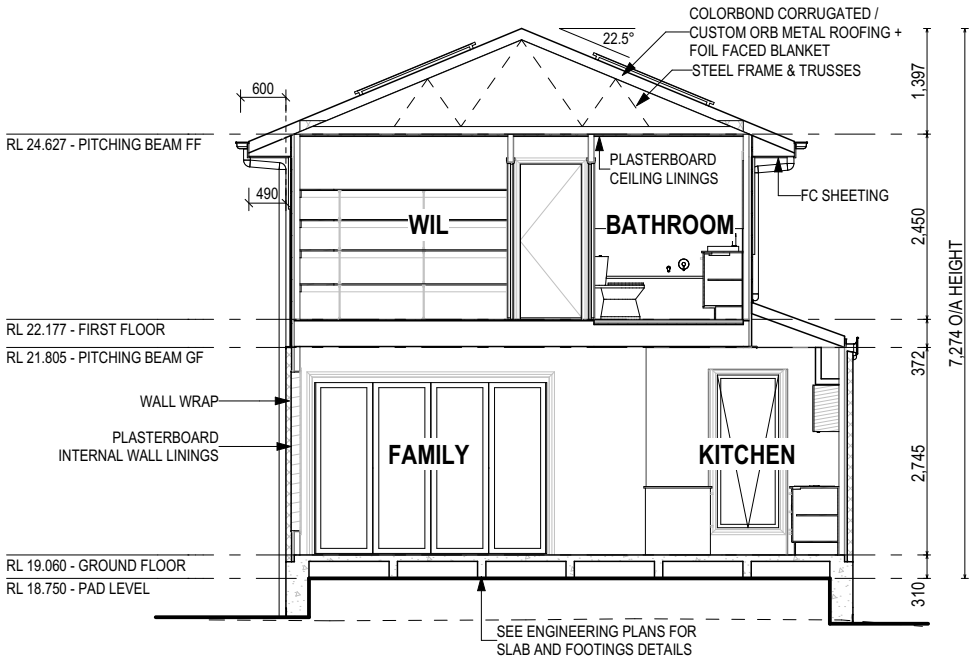 COLORBOND CORRUGATED /
CUSTOM ORB METAL ROOFING +
FOIL FACED BLANKET
STEEL FRAME & TRUSSES
22.5°
600
1,397
RL 24.627 - PITCHING BEAM FF
PLASTERBOARD
CEILING LININGS
FC SHEETING
490
WIL
BATHROOM
2,450
7,274 O/A HEIGHT
RL 22.177 - FIRST FLOOR
372
RL 21.805 - PITCHING BEAM GF
WALL WRAP
PLASTERBOARD
INTERNAL WALL LININGS
FAMILY
KITCHEN
2,745
RL 19.060 - GROUND FLOOR
RL 18.750 - PAD LEVEL
310
SEE ENGINEERING PLANS FOR
SLAB AND FOOTINGS DETAILS